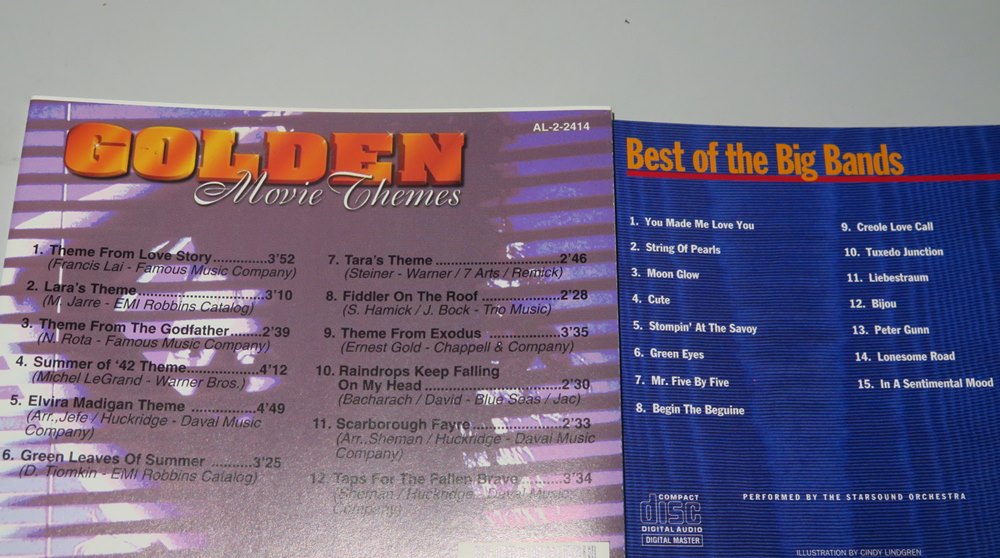 GOLDEN
Movie Themes
AL-2-2414
1. Theme From Love Story..............3'52
(Francis Lai - Famous Music Company)
2. Lara's Theme..........................3'10
(M. Jarre - EMI Robbins Catalog)
3. Theme From The Godfather........2'39
(N. Rota - Famous Music Company)
4. Summer of '42 Theme ................4'12
(Michel LeGrand - Warner Bros.)
5. Elvira Madigan Theme ................4'49
(Arr.,Jefe / Huckridge - Daval Music
Company)
6. Green Leaves Of Summer ..........3'25
(D. Tiomkin - EMI Robbins Catalog)
7. Tara's Theme ..............................2'46
(Steiner - Warner / 7 Arts / Remick)
8. Fiddler On The Roof ...................2'28
(S. Hamick / J. Bock - Trio Music)
9. Theme From Exodus ..................3'35
(Ernest Gold - Chappell & Company)
10. Raindrops Keep Falling
On My Head ................................2'30
(Bacharach / David - Blue Seas / Jac)
11. Scarborough Fayre....................2'33
(Arr.,Sheman / Huckridge - Daval Music
Company)
12 Taps For The Fallen Brave..........3'34
(Sheman / Huckridge - Daval Music
Company)
Best of the Big Bands
1. You Made Me Love You
2. String Of Pearls
3. Moon Glow
4. Cute
5. Stompin' At The Savoy
6. Green Eyes
7. Mr. Five By Five
8. Begin The Beguine
9. Creole Love Call
10. Tuxedo Junction
11. Liebestraum
12. Bijou
13. Peter Gunn
14. Lonesome Road
15. In A Sentimental Mood
COMPACT
disc
DIGITAL AUDIO
DIGITAL MASTER
PERFORMED BY THE STARSOUND ORCHESTRA
ILLUSTRATION BY CINDY LINDGREN